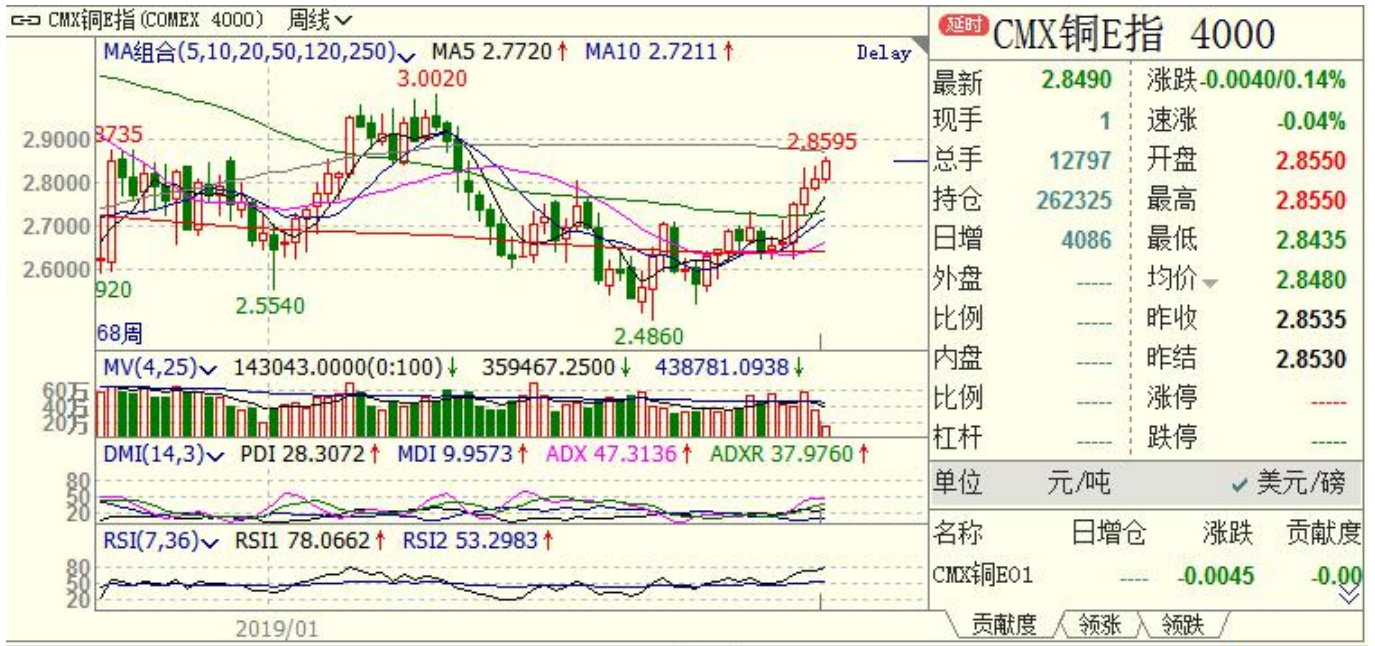 CMX铜E指(COMEX 4000) 周线
MA组合(5,10,20,50,120,250) MA5 2.7720↑ MA10 2.7211↑ Delay
3.0020
2.9000
8735
2.8595
2.8000
2.7000
2.6000
920
2.5540
2.4860
68周
MV(4,25) 143043.0000(0:100)↓ 359467.2500↓ 438781.0938↓
60万
40万
20万
DMI(14,3) PDI 28.3072↑ MDI 9.9573↑ ADX 47.3136↑ ADXR 37.9760↑
80
50
20
RSI(7,36) RSI1 78.0662↑ RSI2 53.2983↑
80
50
20
2019/01
延时 CMX铜E指 4000
最新 2.8490 涨跌 -0.0040/0.14%
现手 1 速涨 -0.04%
总手 12797 开盘 2.8550
持仓 262325 最高 2.8550
日增 4086 最低 2.8435
外盘 ----- 均价 2.8480
比例 ----- 昨收 2.8535
内盘 ----- 昨结 2.8530
比例 ----- 涨停 -----
杠杆 ----- 跌停 -----
单位 元/吨 ✓ 美元/磅
名称 日增仓 涨跌 贡献度
CMX铜E01 ---- -0.0045 -0.00
贡献度 领涨 领跌